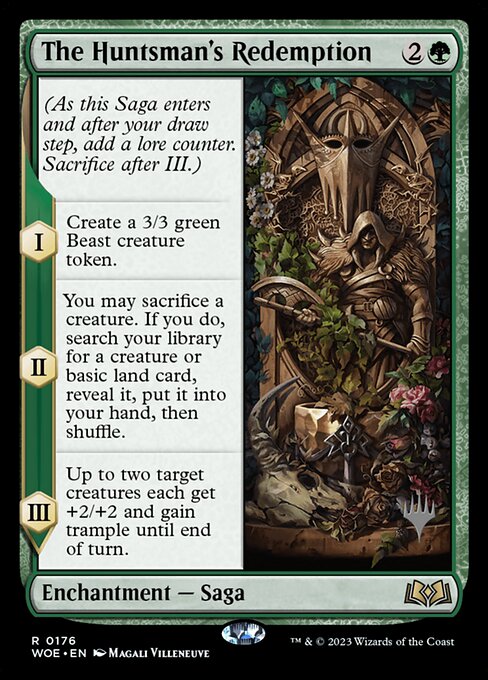 The Huntsman's Redemption 2
(As this Saga enters
and after your draw
step, add a lore counter.
Sacrifice after III.)
I
Create a 3/3 green
Beast creature
token.
II
You may sacrifice a
creature. If you do,
search your library
for a creature or
basic land card,
reveal it, put it into
your hand, then
shuffle.
III
Up to two target
creatures each get
+2/+2 and gain
trample until end
of turn.
Enchantment — Saga
R 0176
WOE • EN MAGALI VILLENEUVE
™ & © 2023 Wizards of the Coast